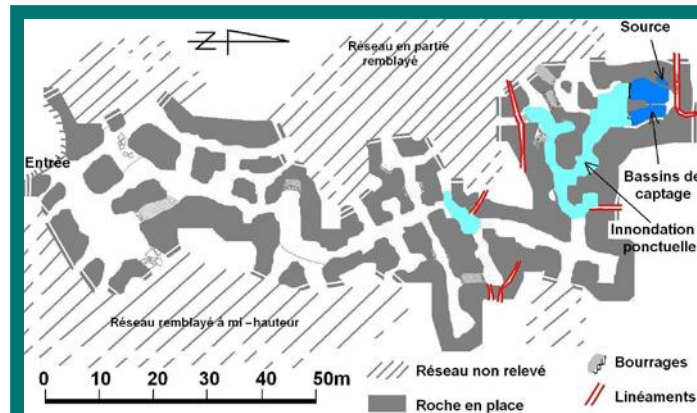 Source
Réseau en partie
remblayé
N
Entrée
Bassins de
captage
Innondation
ponctuelle
Réseau remblayé à mi-hauteur
Réseau non relevé
Bourrages
0 10 20 30 40 50m
Roche en place
Linéaments